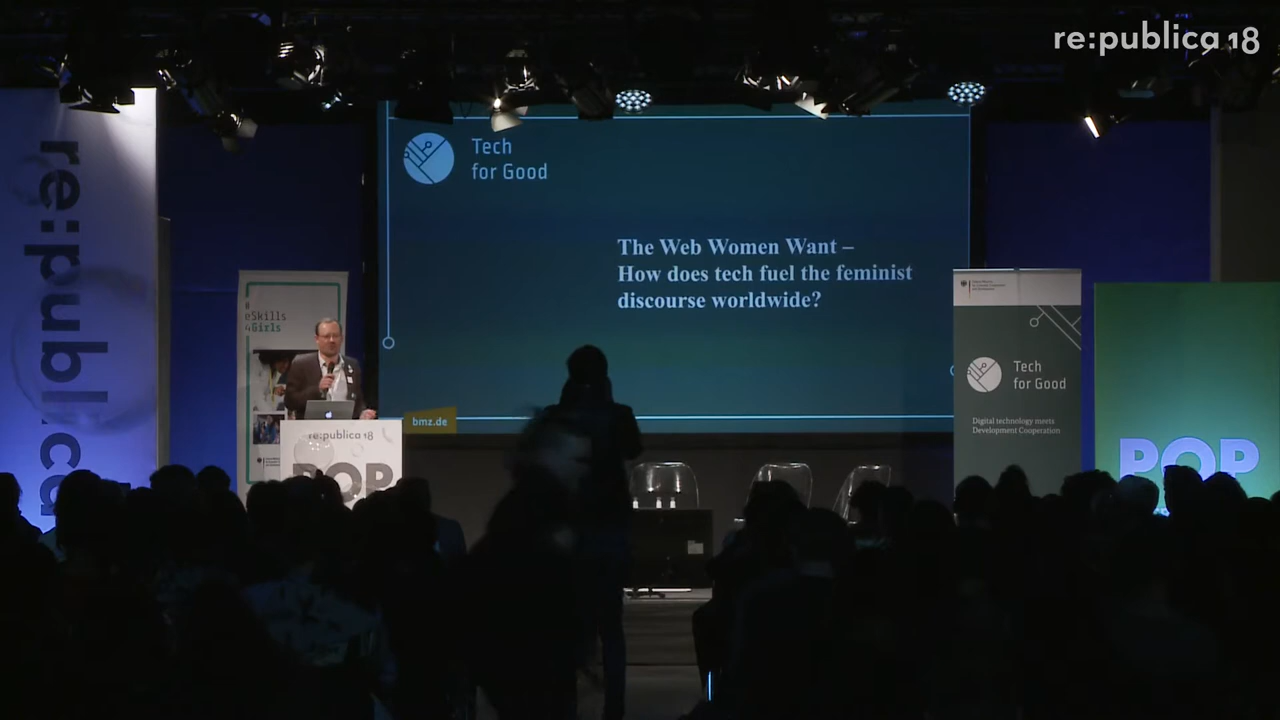 re:publica 18
re:publica
Tech
for Good
The Web Women Want –
How does tech fuel the feminist
discourse worldwide?
#
eSkills
4Girls
bmz.de
re:publica 18
POP
Tech
for Good
Digital technology meets
Development Cooperation
POP